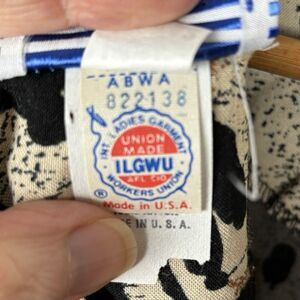 ABWA
822138
INT. LADIES GARMENT
UNION
MADE
ILGWU
AFL CIO
WORKERS UNION
®
Made in U.S.A.
E IN U. S. A.